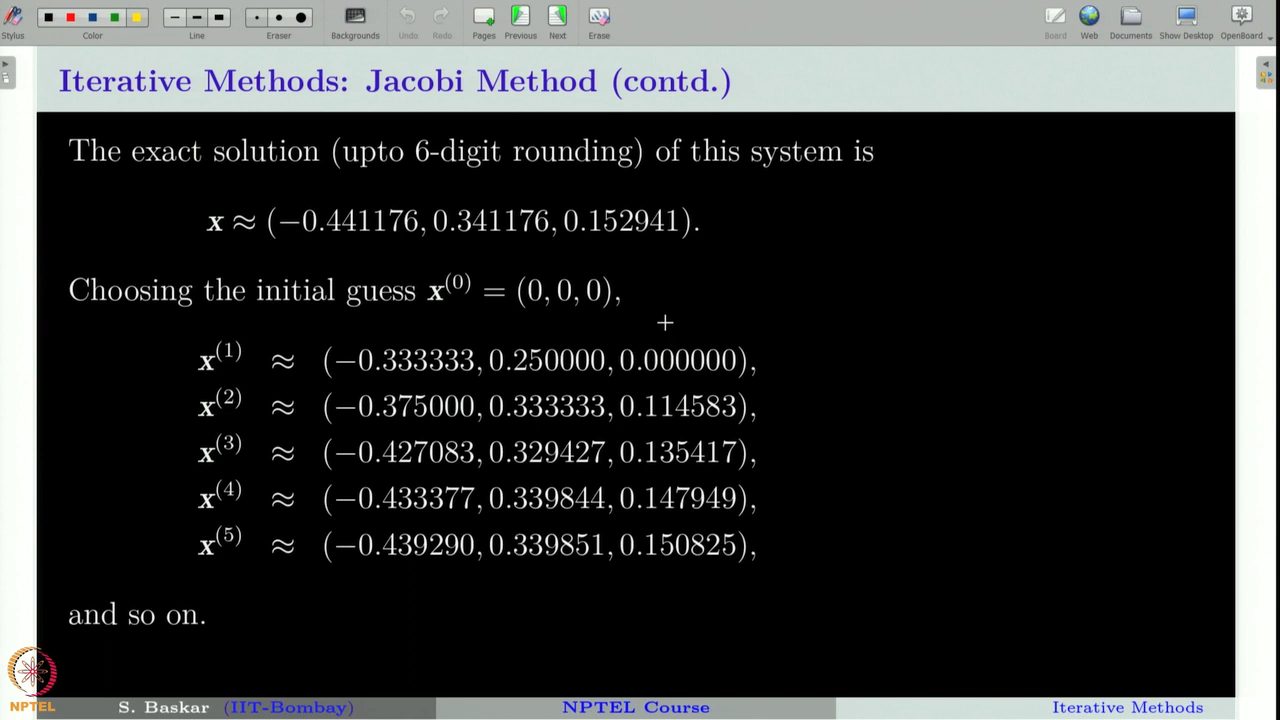 Stylus Color Line Eraser Backgrounds Undo Redo Pages Previous Next Erase Board Web Documents Show Desktop OpenBoard
Iterative Methods: Jacobi Method (contd.)
The exact solution (upto 6-digit rounding) of this system is
x ≈ (−0.441176, 0.341176, 0.152941).
Choosing the initial guess x⁽⁰⁾ = (0, 0, 0),
x⁽¹⁾ ≈ (−0.333333, 0.250000, 0.000000),
x⁽²⁾ ≈ (−0.375000, 0.333333, 0.114583),
x⁽³⁾ ≈ (−0.427083, 0.329427, 0.135417),
x⁽⁴⁾ ≈ (−0.433377, 0.339844, 0.147949),
x⁽⁵⁾ ≈ (−0.439290, 0.339851, 0.150825),
and so on.
NPTEL
S. Baskar (IIT-Bombay) NPTEL Course Iterative Methods